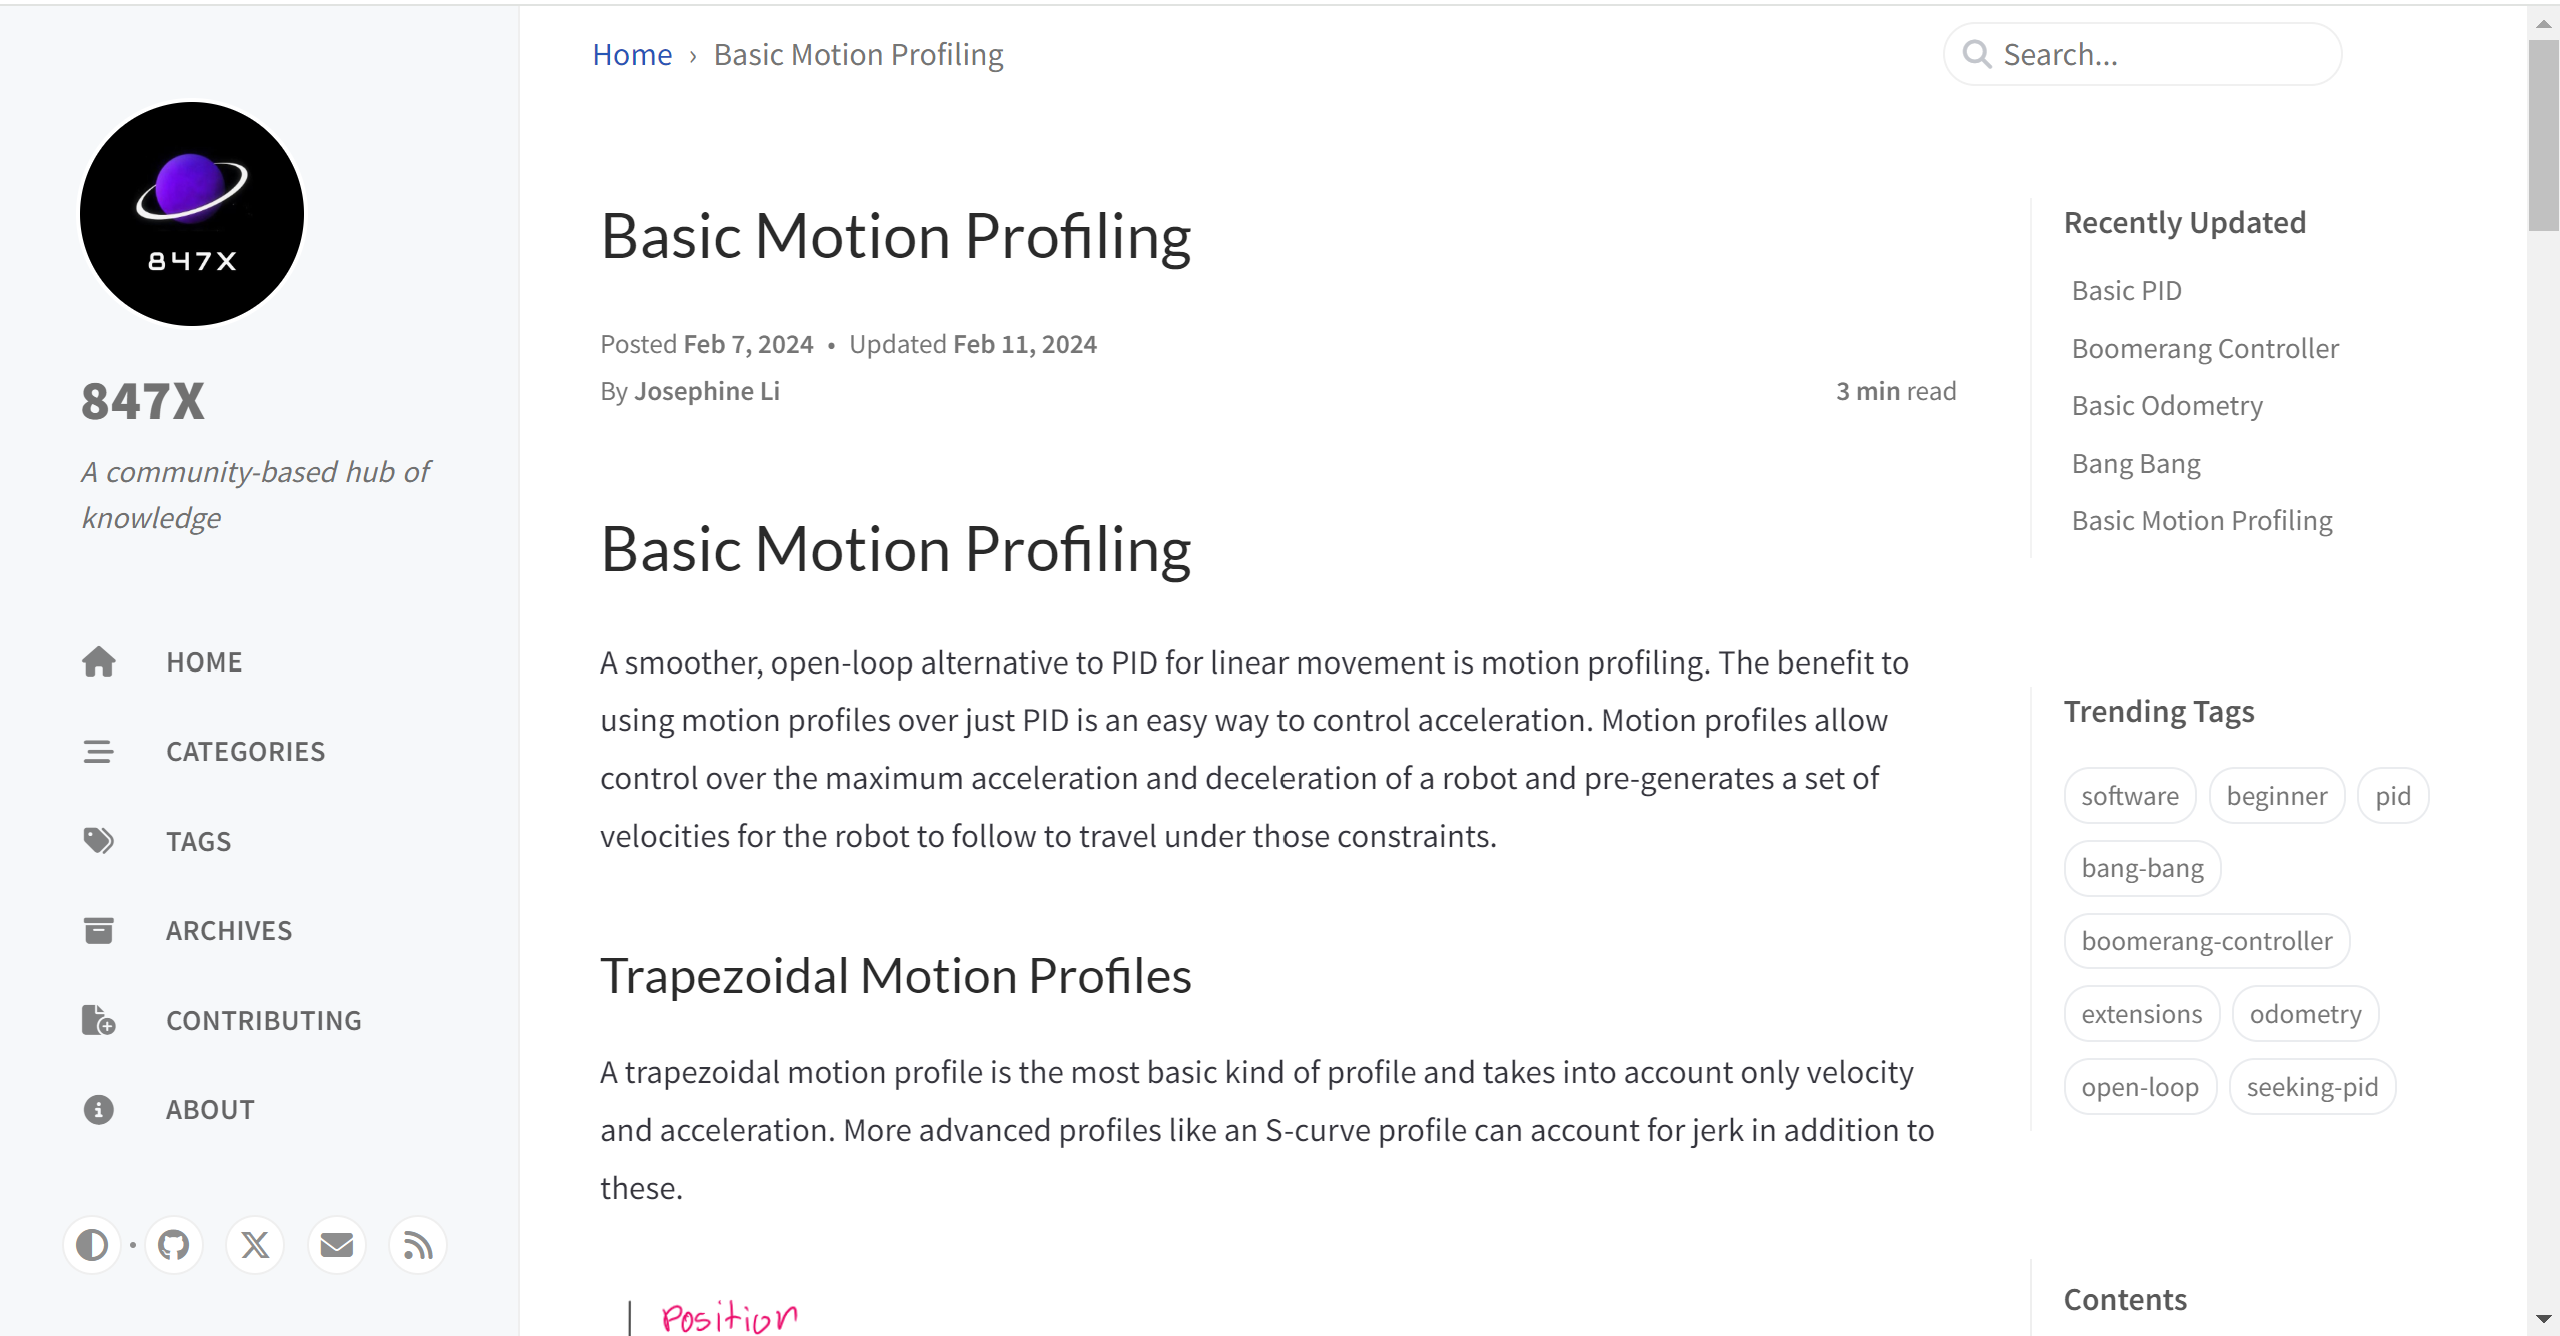 847X
847X
A community-based hub of
knowledge
HOME
CATEGORIES
TAGS
ARCHIVES
CONTRIBUTING
ABOUT
Home › Basic Motion Profiling
Search...
Basic Motion Profiling
Posted Feb 7, 2024 • Updated Feb 11, 2024
By Josephine Li
3 min read
Basic Motion Profiling
A smoother, open-loop alternative to PID for linear movement is motion profiling. The benefit to
using motion profiles over just PID is an easy way to control acceleration. Motion profiles allow
control over the maximum acceleration and deceleration of a robot and pre-generates a set of
velocities for the robot to follow to travel under those constraints.
Trapezoidal Motion Profiles
A trapezoidal motion profile is the most basic kind of profile and takes into account only velocity
and acceleration. More advanced profiles like an S-curve profile can account for jerk in addition to
these.
Position
Recently Updated
Basic PID
Boomerang Controller
Basic Odometry
Bang Bang
Basic Motion Profiling
Trending Tags
software beginner pid
bang-bang
boomerang-controller
extensions odometry
open-loop seeking-pid
Contents